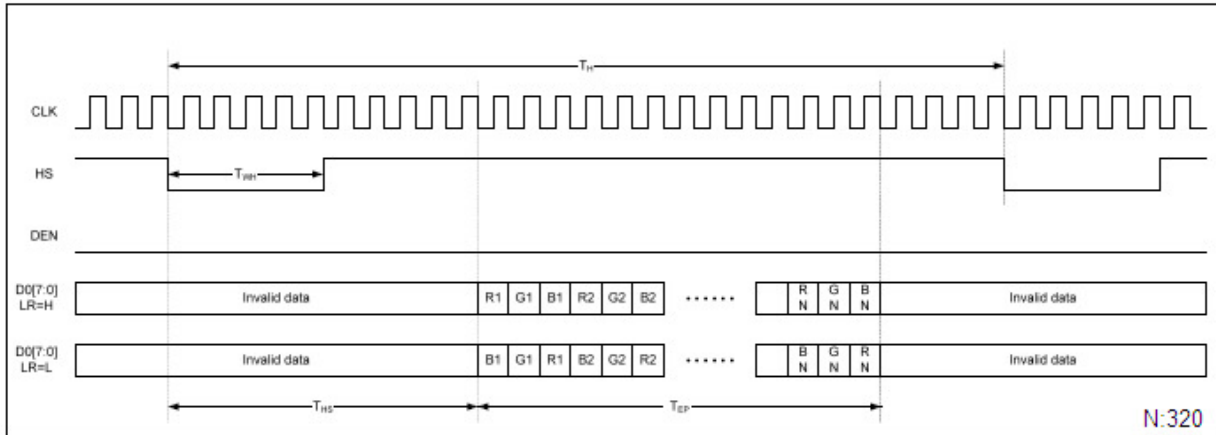 TH
CLK
HS
TWH
DEN
D0[7:0]
LR=H
Invalid data
R1 G1 B1 R2 G2 B2 ...... R N G N B N
Invalid data
D0[7:0]
LR=L
Invalid data
B1 G1 R1 B2 G2 R2 ...... B N G N R N
Invalid data
THS
TEP
N:320